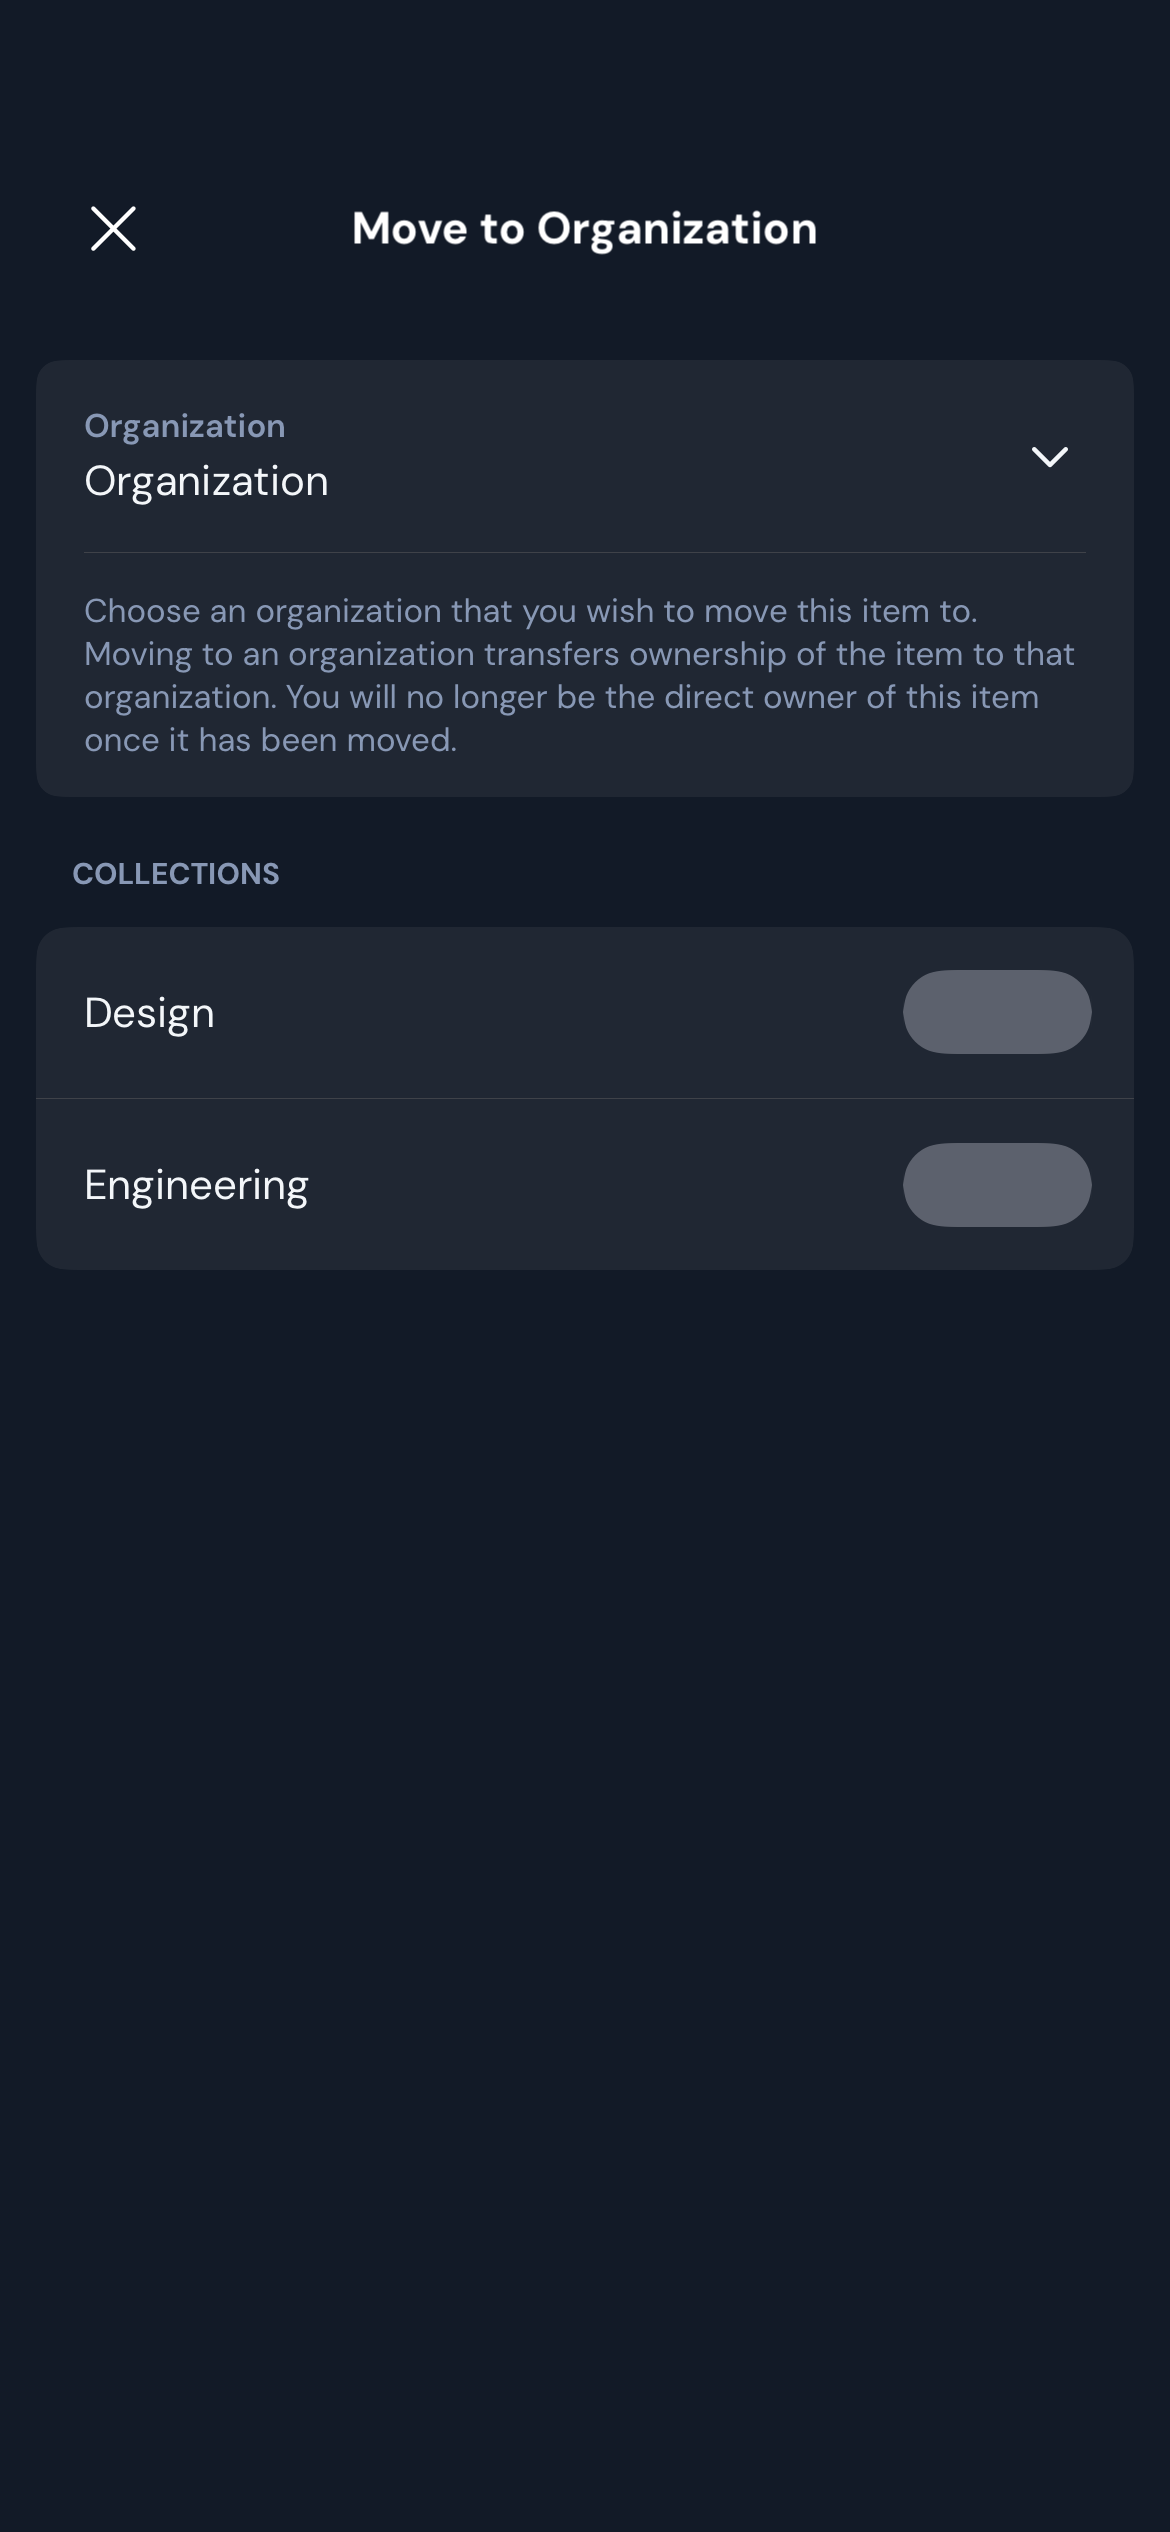 Move to Organization
Organization
Organization
Choose an organization that you wish to move this item to.
Moving to an organization transfers ownership of the item to that
organization. You will no longer be the direct owner of this item
once it has been moved.
COLLECTIONS
Design
Engineering